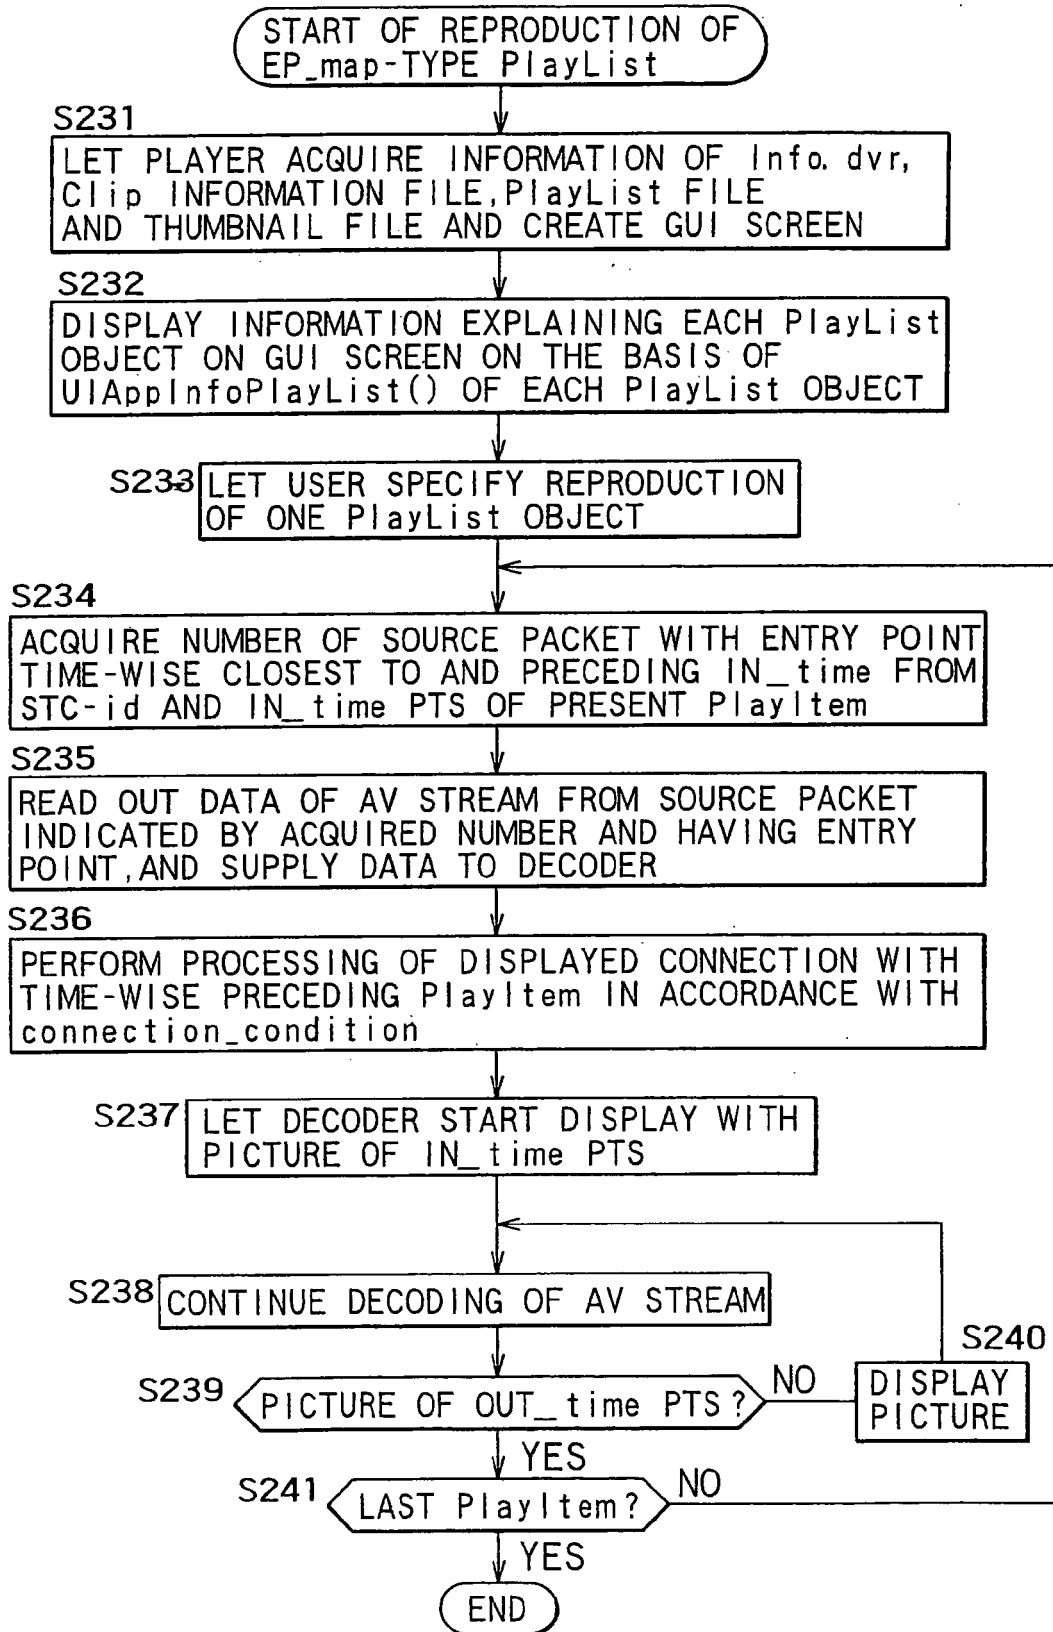 START OF REPRODUCTION OF
EP_map-TYPE PlayList
S231
LET PLAYER ACQUIRE INFORMATION OF Info.dvr,
Clip INFORMATION FILE,PlayList FILE
AND THUMBNAIL FILE AND CREATE GUI SCREEN
S232
DISPLAY INFORMATION EXPLAINING EACH PlayList
OBJECT ON GUI SCREEN ON THE BASIS OF
UIAppInfoPlayList() OF EACH PlayList OBJECT
S233
LET USER SPECIFY REPRODUCTION
OF ONE PlayList OBJECT
S234
ACQUIRE NUMBER OF SOURCE PACKET WITH ENTRY POINT
TIME-WISE CLOSEST TO AND PRECEDING IN_time FROM
STC-id AND IN_time PTS OF PRESENT PlayItem
S235
READ OUT DATA OF AV STREAM FROM SOURCE PACKET
INDICATED BY ACQUIRED NUMBER AND HAVING ENTRY
POINT,AND SUPPLY DATA TO DECODER
S236
PERFORM PROCESSING OF DISPLAYED CONNECTION WITH
TIME-WISE PRECEDING PlayItem IN ACCORDANCE WITH
connection_condition
S237
LET DECODER START DISPLAY WITH
PICTURE OF IN_time PTS
S238
CONTINUE DECODING OF AV STREAM
S239
PICTURE OF OUT_time PTS?
NO
S240
DISPLAY
PICTURE
YES
S241
LAST PlayItem?
NO
YES
END